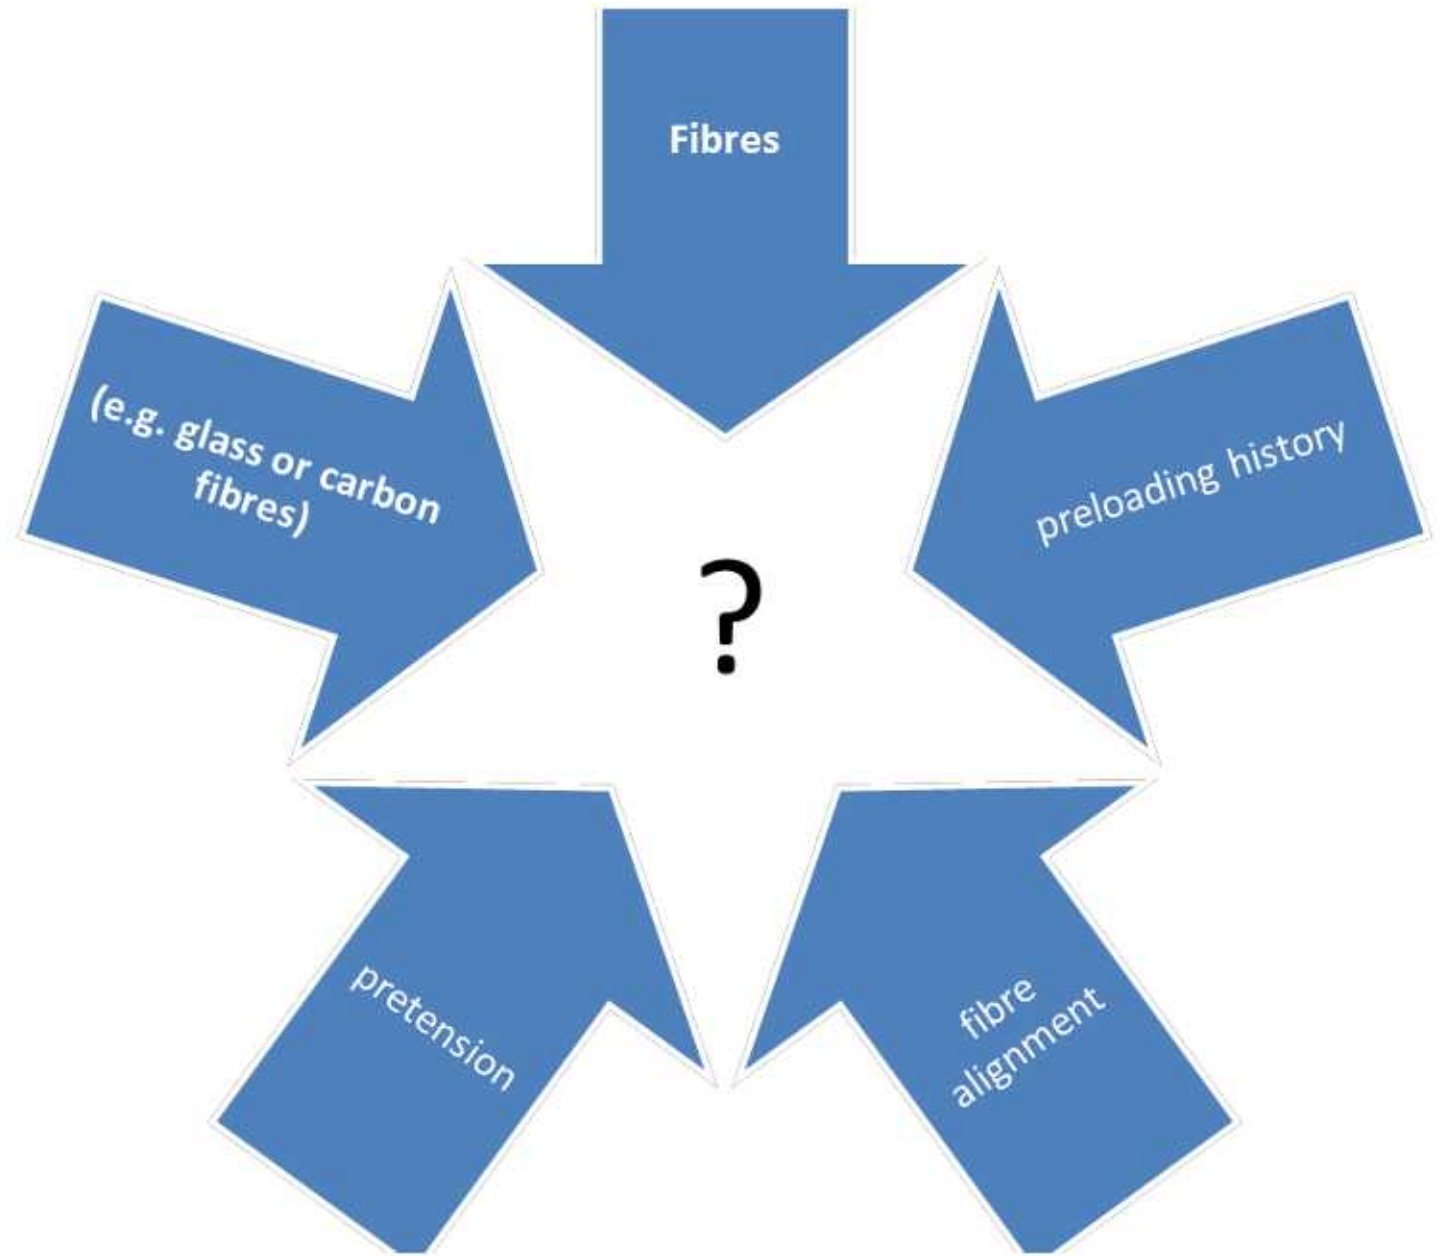 Fibres
(e.g. glass or carbon
fibres)
preloading history
?
pretension
fibre
alignment